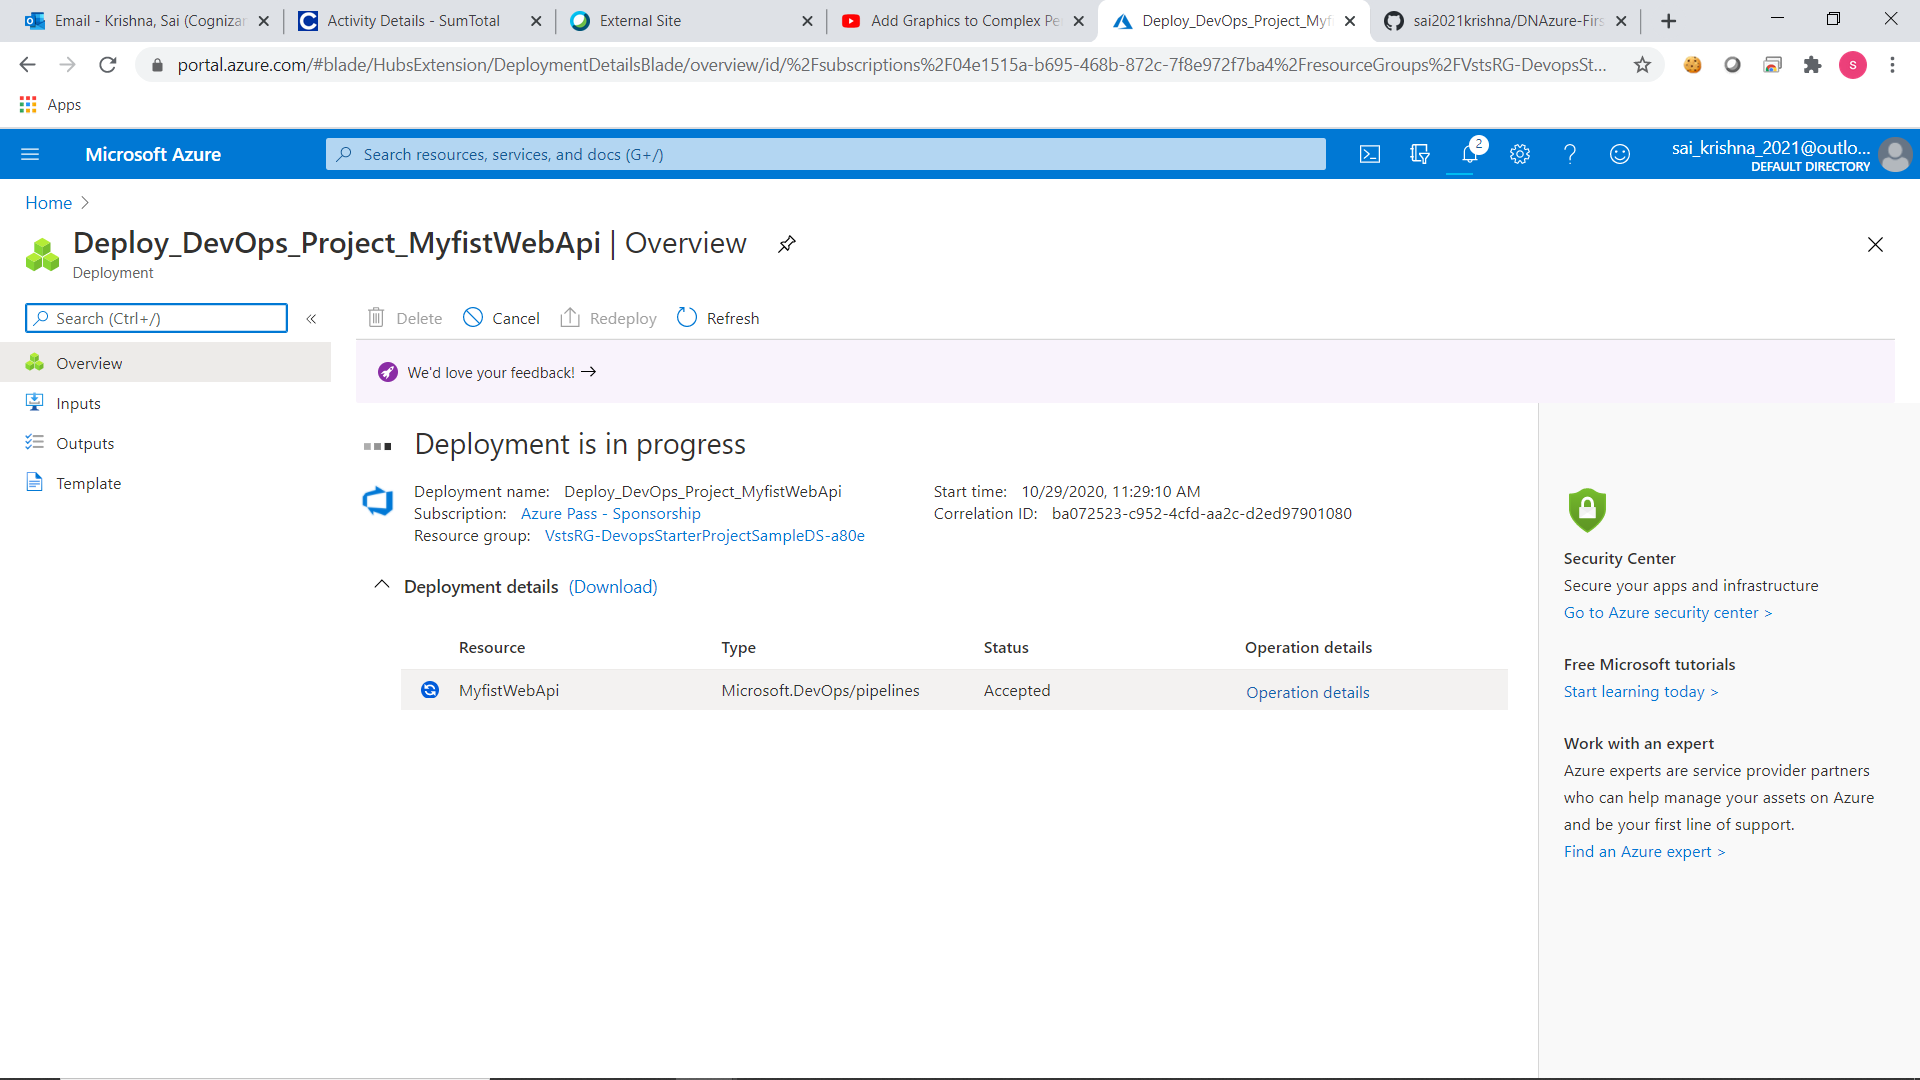 Email - Krishna, Sai (Cognizan
Activity Details - SumTotal
External Site
Add Graphics to Complex Pe
Deploy_DevOps_Project_Myfi
sai2021krishna/DNAzure-Firs
portal.azure.com/#blade/HubsExtension/DeploymentDetailsBlade/overview/id/%2Fsubscriptions%2F04e1515a-b695-468b-872c-7f8e972f7ba4%2FresourceGroups%2FVstsRG-DevopsSt...
S
Apps
Microsoft Azure
Search resources, services, and docs (G+/)
2
sai_krishna_2021@outlo...
DEFAULT DIRECTORY
Home
Deploy_DevOps_Project_MyfistWebApi | Overview
Deployment
Search (Ctrl+/)
«
Delete
Cancel
Redeploy
Refresh
Overview
Inputs
Outputs
Template
We'd love your feedback! →
Deployment is in progress
Deployment name: Deploy_DevOps_Project_MyfistWebApi
Subscription: Azure Pass - Sponsorship
Resource group: VstsRG-DevopsStarterProjectSampleDS-a80e
Start time: 10/29/2020, 11:29:10 AM
Correlation ID: ba072523-c952-4cfd-aa2c-d2ed97901080
Deployment details (Download)
Resource Type Status Operation details
MyfistWebApi Microsoft.DevOps/pipelines Accepted Operation details
Security Center
Secure your apps and infrastructure
Go to Azure security center >
Free Microsoft tutorials
Start learning today >
Work with an expert
Azure experts are service provider partners
who can help manage your assets on Azure
and be your first line of support.
Find an Azure expert >